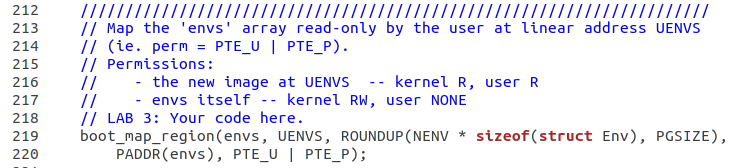 212 //////////////////////////////////////////////////////////////////////
213 // Map the 'envs' array read-only by the user at linear address UENVS
214 // (ie. perm = PTE_U | PTE_P).
215 // Permissions:
216 //    - the new image at UENVS  -- kernel R, user R
217 //    - envs itself -- kernel RW, user NONE
218 // LAB 3: Your code here.
219 boot_map_region(envs, UENVS, ROUNDUP(NENV * sizeof(struct Env), PGSIZE),
220     PADDR(envs), PTE_U | PTE_P);